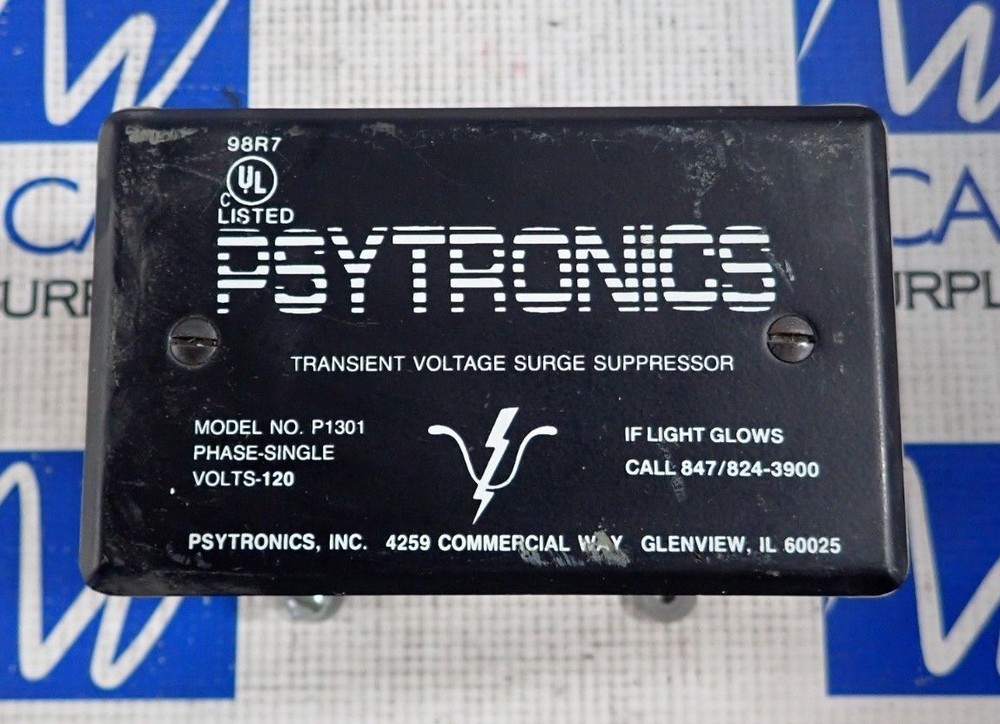 98R7
UL
C
LISTED
PSYTRONICS
TRANSIENT VOLTAGE SURGE SUPPRESSOR
MODEL NO. P1301
PHASE-SINGLE
VOLTS-120
IF LIGHT GLOWS
CALL 847/824-3900
PSYTRONICS, INC. 4259 COMMERCIAL WAY GLENVIEW, IL 60025